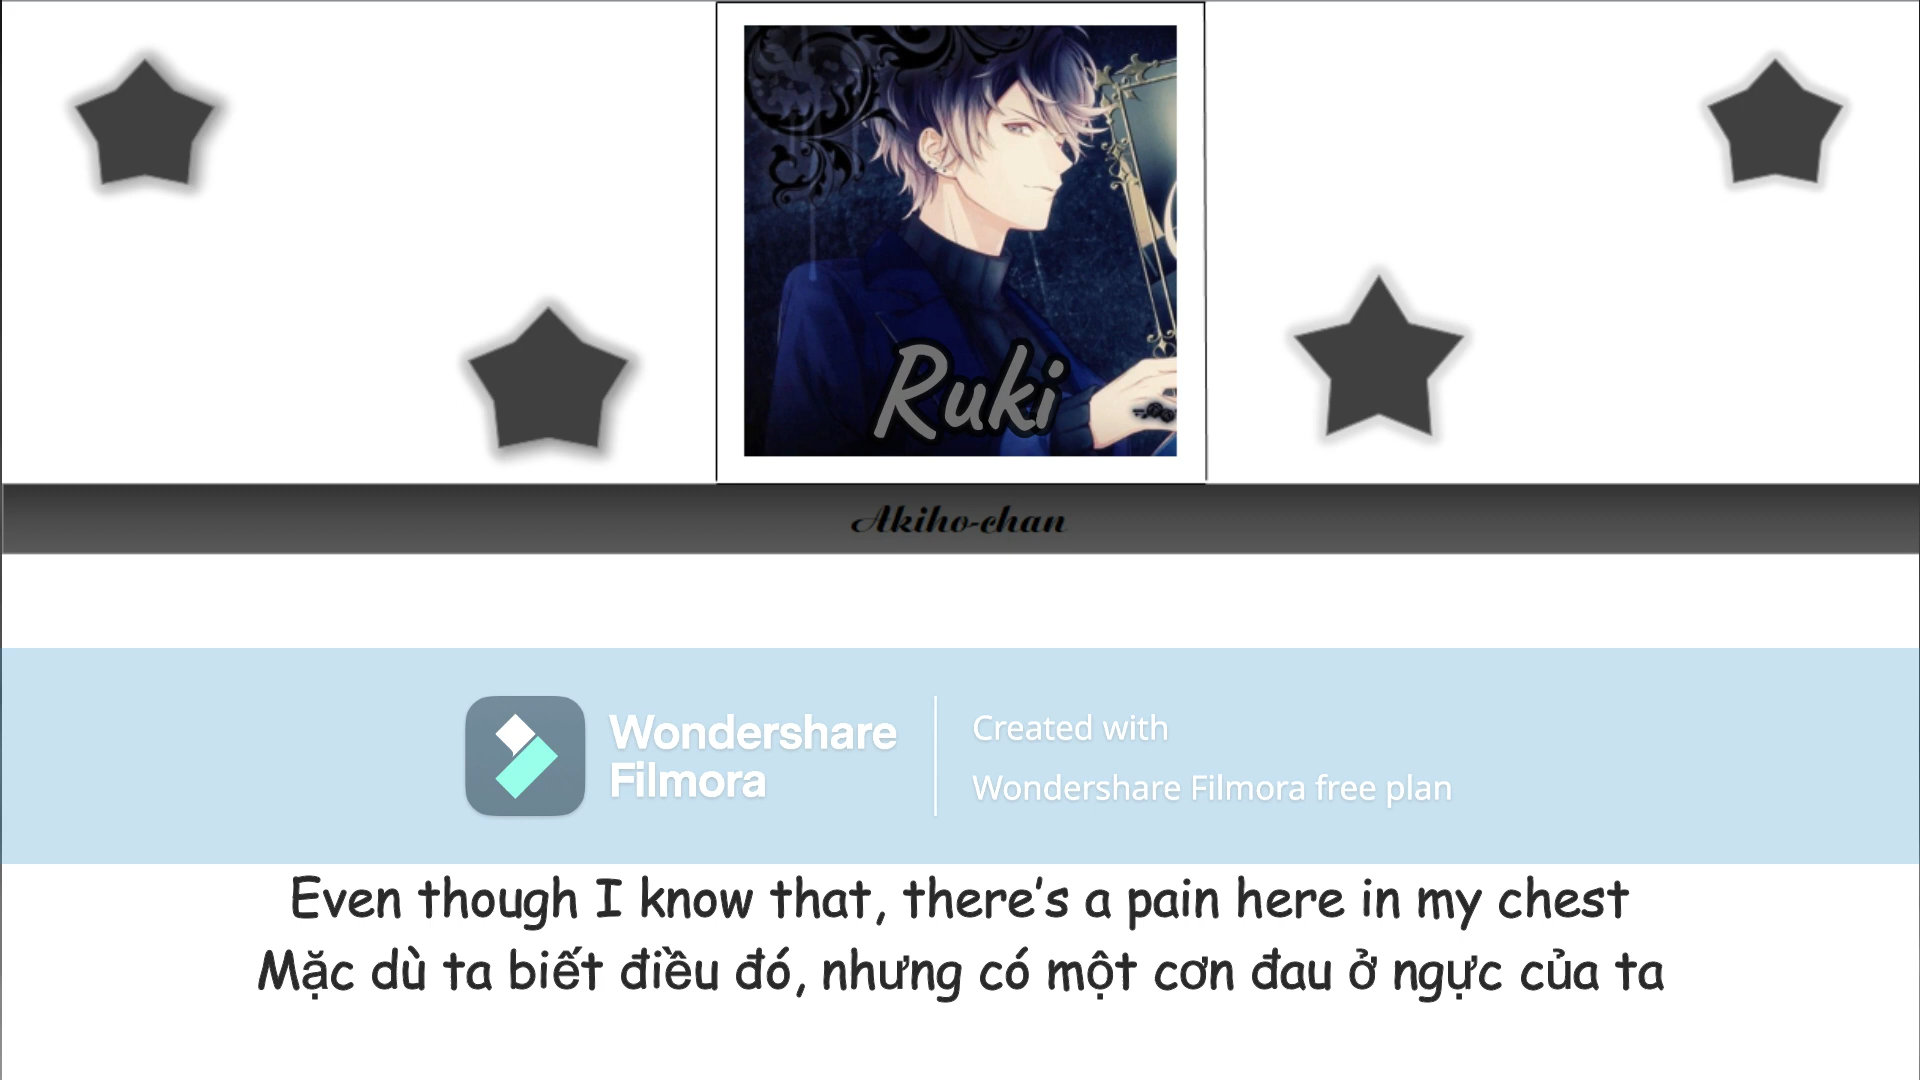 Ruki
Akiho-chan
Wondershare
Filmora
Created with
Wondershare Filmora free plan
Even though I know that, there's a pain here in my chest
Mặc dù ta biết điều đó, nhưng có một cơn đau ở ngực của ta